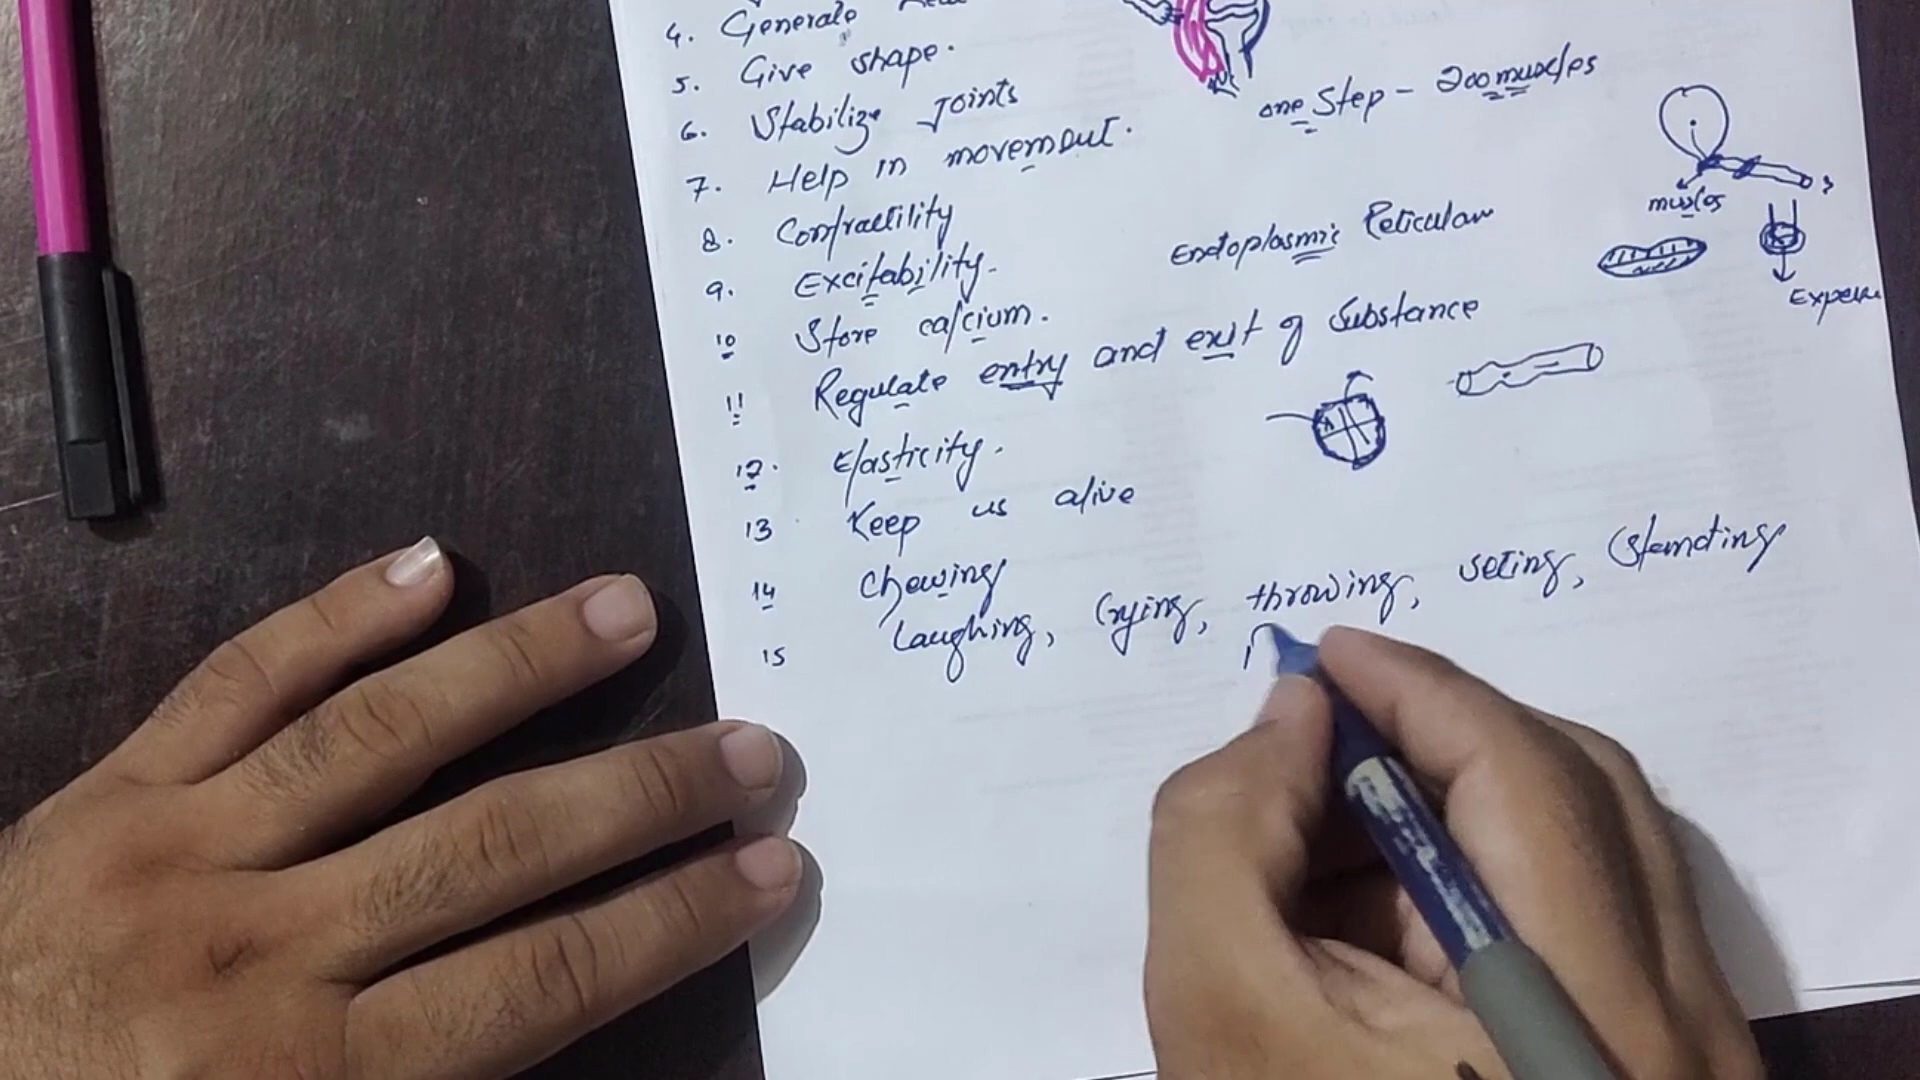 4. Generate
5. Give shape.
6. Stabilize joints
one Step - 200 muscles
7. Help in movement.
muscles
8. Contractility
Endoplasmic Reticulam
9. Excitability.
10 Store calcium.
11 Regulate entry and exit of Substance
12. Elasticity.
13 Keep us alive
14 Chewing
15 Laughing, Crying, throwing, seting, Standing